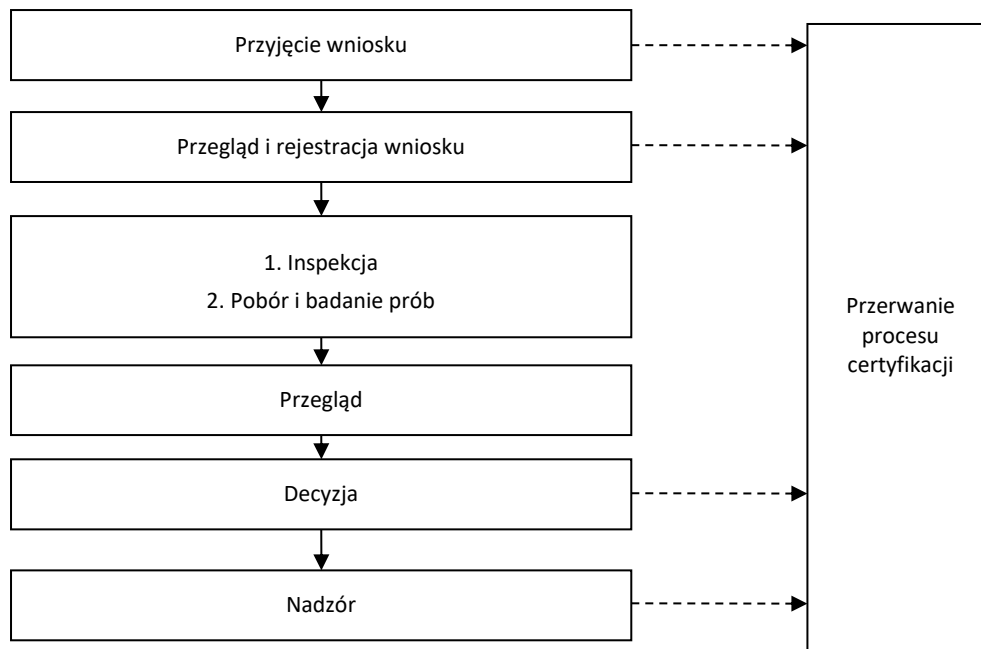 Przyjęcie wniosku
Przegląd i rejestracja wniosku
1. Inspekcja
2. Pobór i badanie prób
Przegląd
Decyzja
Nadzór
Przerwanie
procesu
certyfikacji